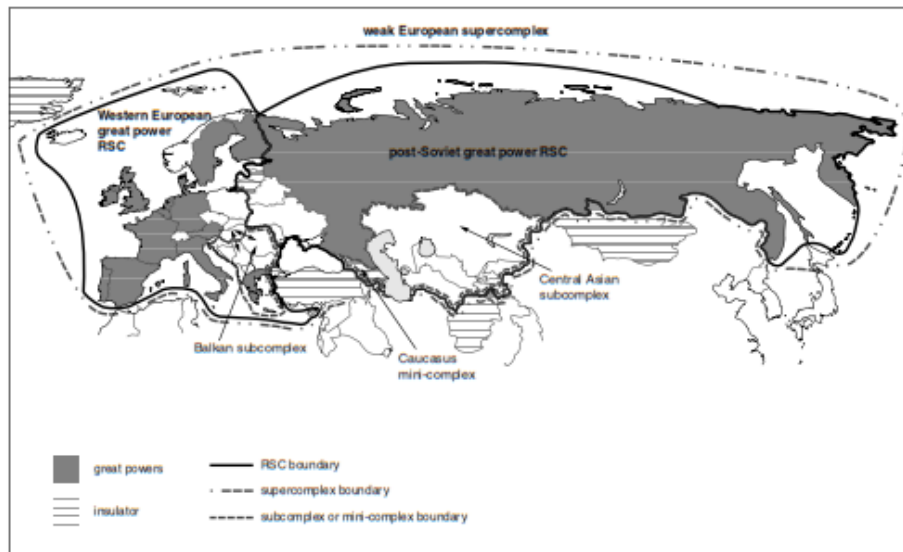 weak European supercomplex
Western European
great power
RSC
post-Soviet great power RSC
Central Asian
subcomplex
Balkan subcomplex
Caucasus
mini-complex
great powers
insulator
RSC boundary
supercomplex boundary
subcomplex or mini-complex boundary